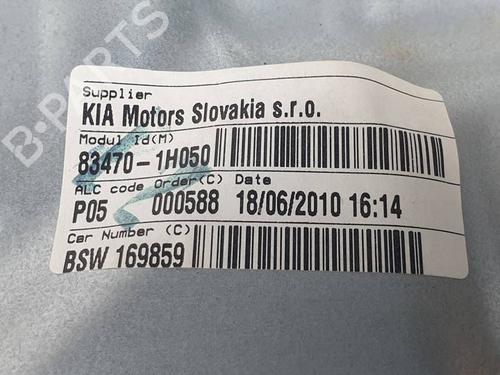 Supplier
KIA Motors Slovakia s.r.o.
Modul Id(M)
83470-1H050
ALC code Order(C) Date
P05 000588 18/06/2010 16:14
Car Number (C)
BSW 169859
B-PARTS